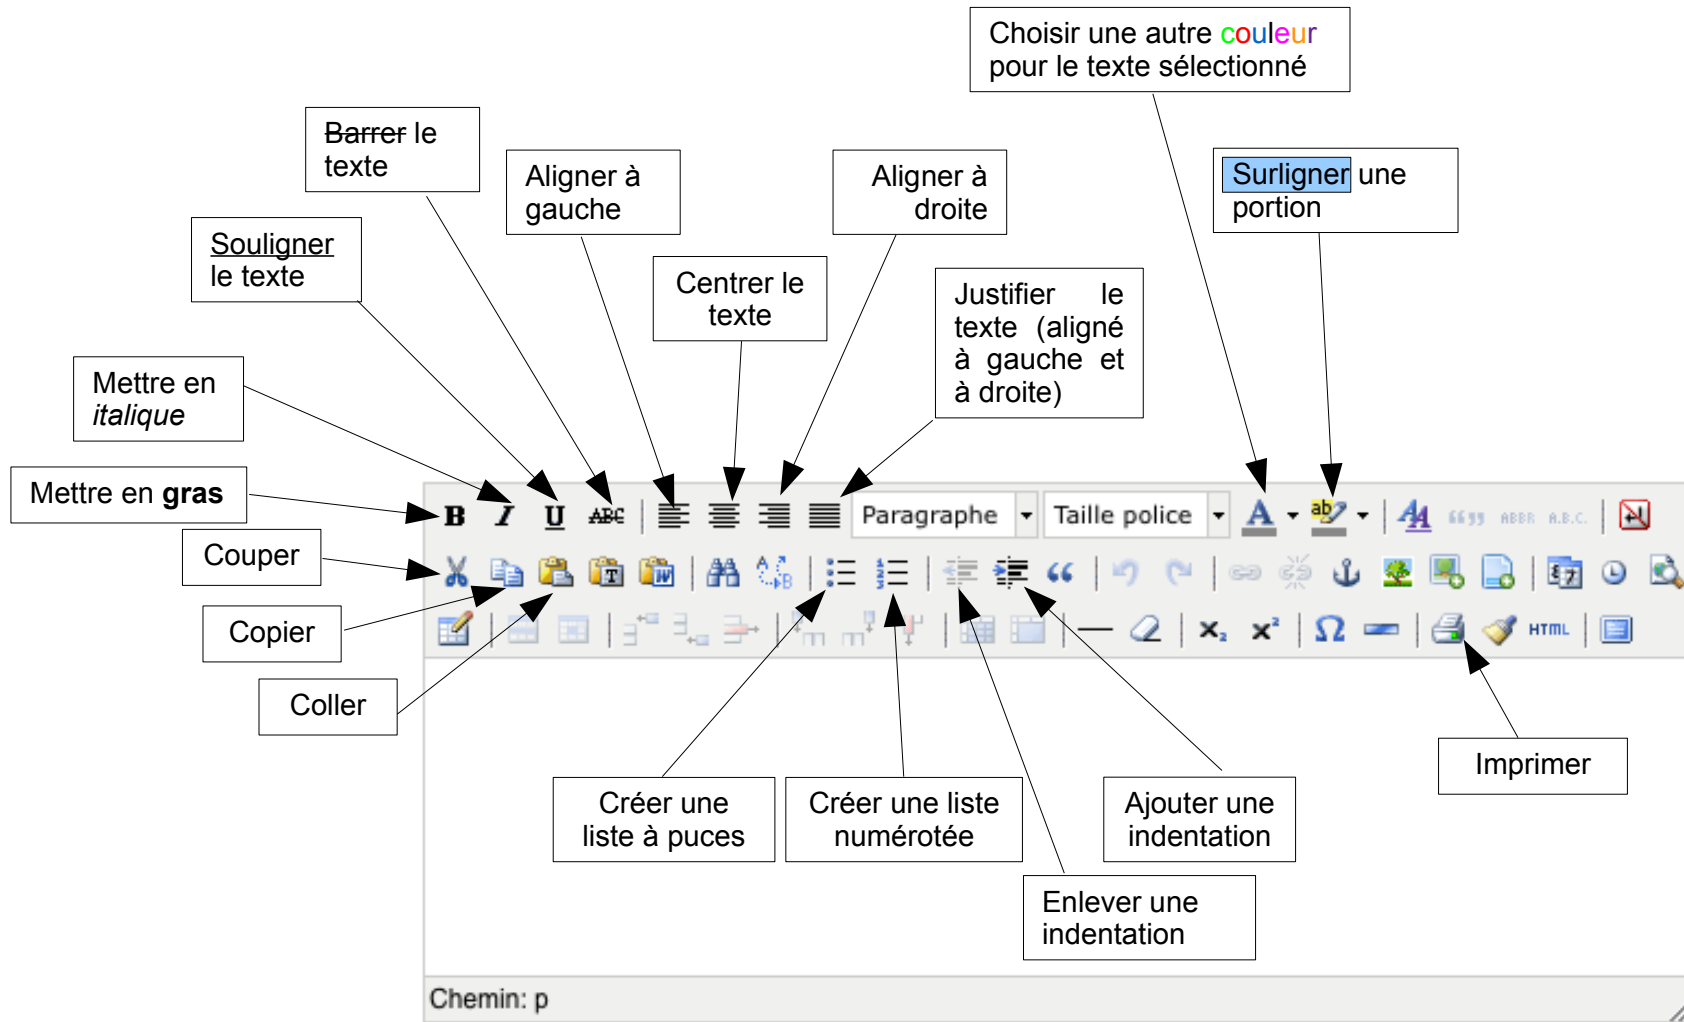 Choisir une autre couleur
pour le texte sélectionné
Barrer le
texte
Aligner à
gauche
Aligner à
droite
Surligner une
portion
Souligner
le texte
Centrer le
texte
Justifier le
texte (aligné
à gauche et
à droite)
Mettre en
italique
Mettre en gras
B I U ABC Paragraphe Taille police A ab A A ABBR A.B.C.
Couper
Copier
HTML
Coller
Imprimer
Créer une
liste à puces
Créer une liste
numérotée
Ajouter une
indentation
Enlever une
indentation
Chemin: p